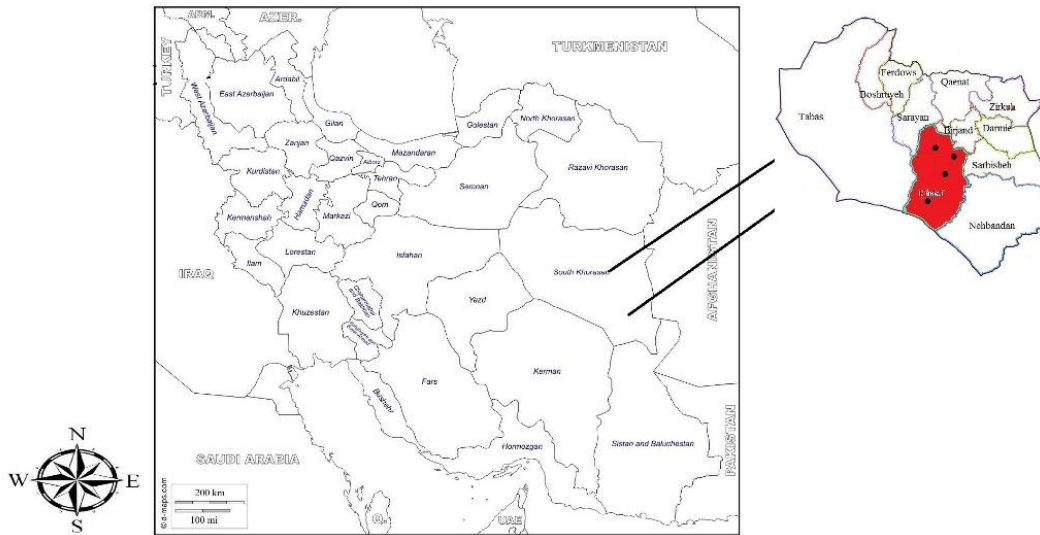 ARM.
AZER.
TURKEY
TURKMENISTAN
West Azerbaijan
East Azerbaijan
Ardabil
Gilan
Golestan
North Khorasan
Zanjan
Qazvin
Alborz
Mazandaran
Tehran
Semnan
Razavi Khorasan
Kurdistan
Hamadan
Markazi
Qom
Kermensheh
Lorestan
Isfahan
Ilam
IRAQ
South Khorasan
AFGHANISTAN
Khuzestan
Yazd
Kerman
Fars
Bushehr
Hormozgan
Sistan and Baluchestan
PAKISTAN
SAUDI ARABIA
Q.
UAE
200 km
100 mi
© d-maps.com
N
W
E
S
Ferdows
Boshruyeh
Qaenat
Tabas
Sarayan
Zirkuh
Birjand
Darmie
Sarbisheh
Nehbandan